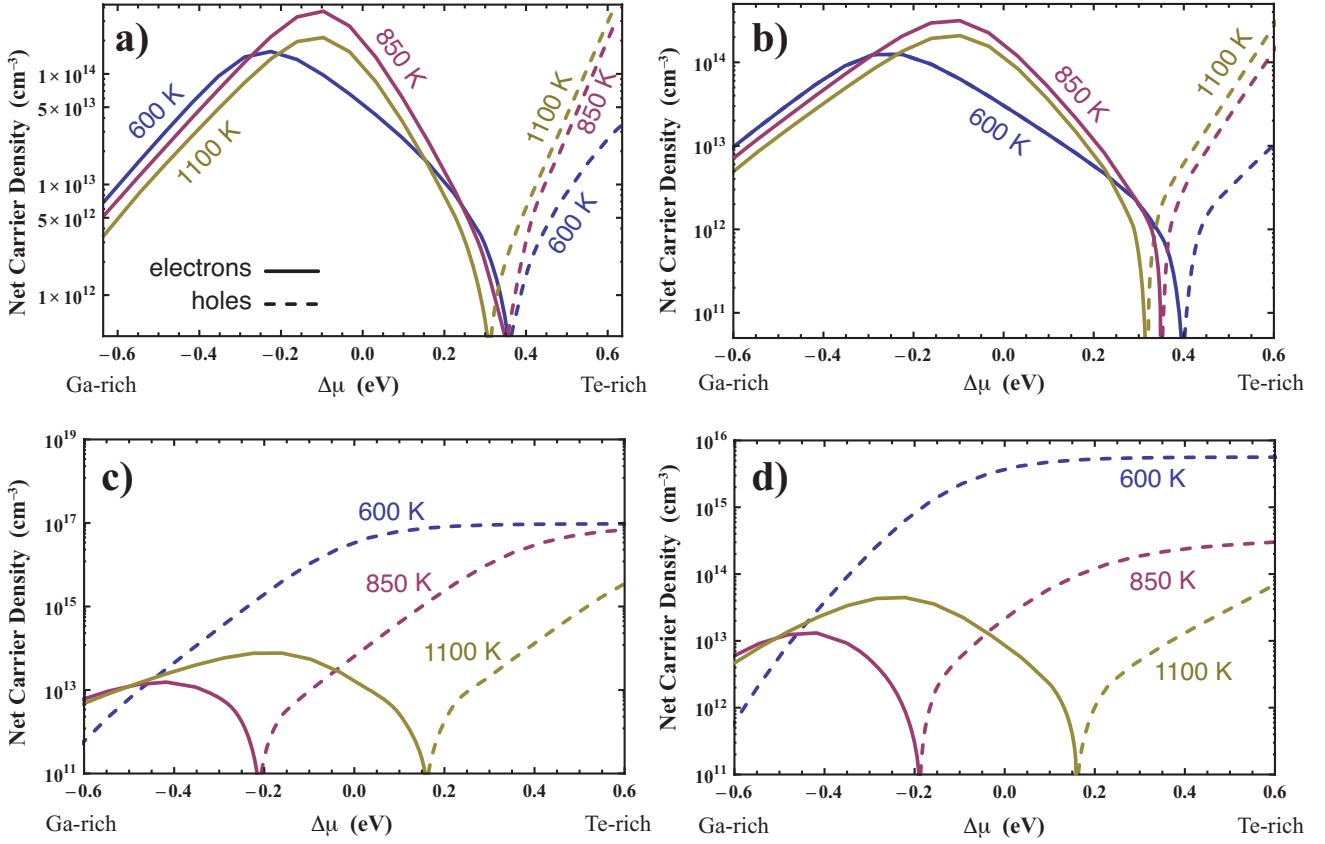 a)
Net Carrier Density (cm⁻³)
1 × 10¹⁴
5 × 10¹³
1 × 10¹³
5 × 10¹²
1 × 10¹²
600 K
850 K
1100 K
1100 K
850 K
600 K
electrons
holes
−0.6 −0.4 −0.2 0.0 0.2 0.4 0.6
Ga-rich Δμ (eV) Te-rich
b)
Net Carrier Density (cm⁻³)
10¹⁴
10¹³
10¹²
10¹¹
850 K
600 K
1100 K
−0.6 −0.4 −0.2 0.0 0.2 0.4 0.6
Ga-rich Δμ (eV) Te-rich
c)
Net Carrier Density (cm⁻³)
10¹⁹
10¹⁷
10¹⁵
10¹³
10¹¹
600 K
850 K
1100 K
−0.6 −0.4 −0.2 0.0 0.2 0.4 0.6
Ga-rich Δμ (eV) Te-rich
d)
Net Carrier Density (cm⁻³)
10¹⁶
10¹⁵
10¹⁴
10¹³
10¹²
10¹¹
600 K
850 K
1100 K
−0.6 −0.4 −0.2 0.0 0.2 0.4 0.6
Ga-rich Δμ (eV) Te-rich